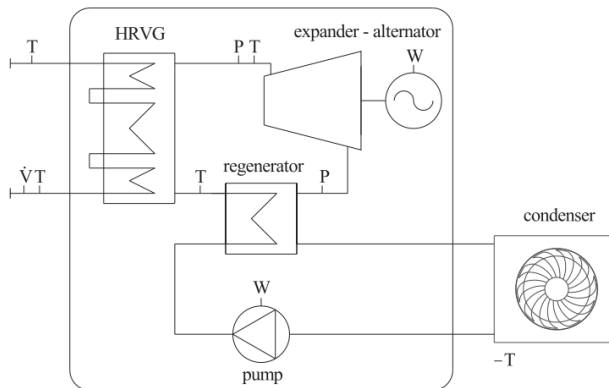 HRVG
expander - alternator
T
P T
W
regenerator
V̇ T
T
P
condenser
W
pump
–T